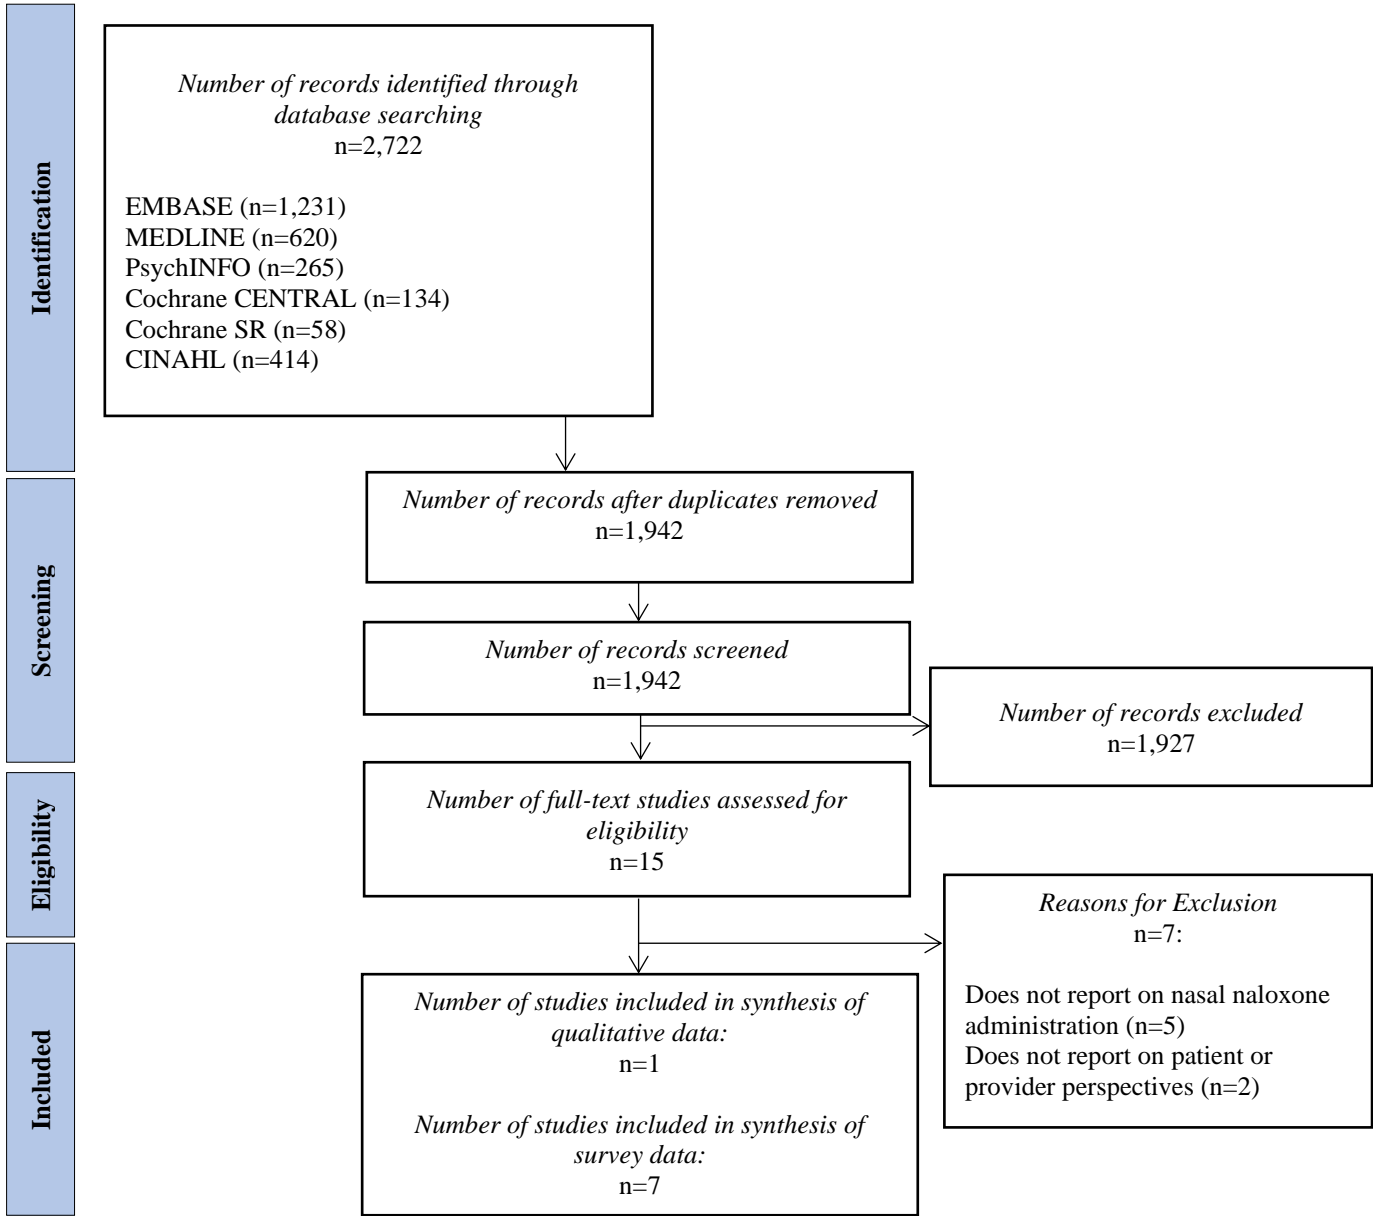 Identification
Number of records identified through
database searching
n=2,722
EMBASE (n=1,231)
MEDLINE (n=620)
PsychINFO (n=265)
Cochrane CENTRAL (n=134)
Cochrane SR (n=58)
CINAHL (n=414)
Screening
Number of records after duplicates removed
n=1,942
Number of records screened
n=1,942
Number of records excluded
n=1,927
Eligibility
Number of full-text studies assessed for
eligibility
n=15
Reasons for Exclusion
n=7:
Does not report on nasal naloxone
administration (n=5)
Does not report on patient or
provider perspectives (n=2)
Included
Number of studies included in synthesis of
qualitative data:
n=1
Number of studies included in synthesis of
survey data:
n=7